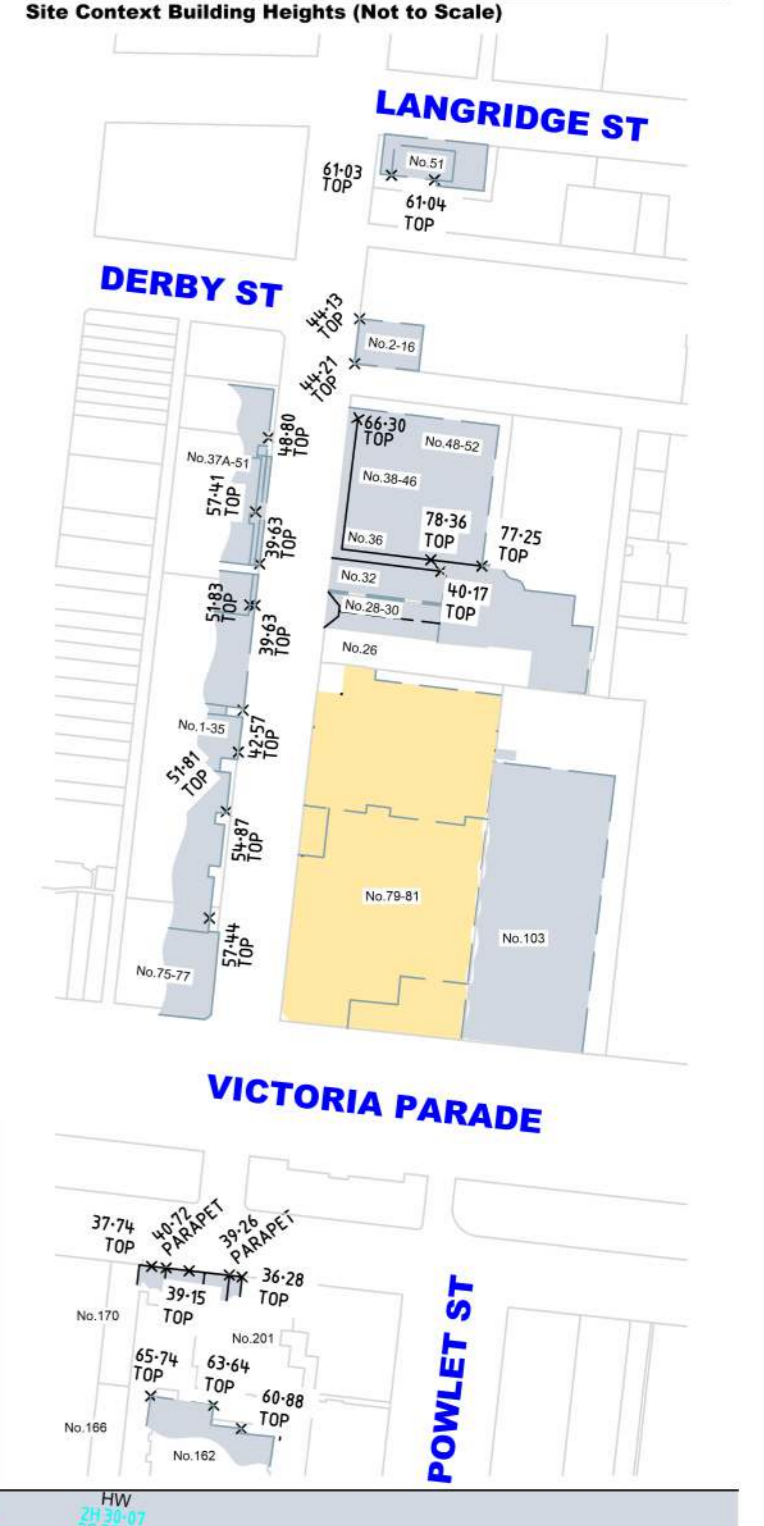 Site Context Building Heights (Not to Scale)
LANGRIDGE ST
No.51
61·03
TOP
61·04
TOP
DERBY ST
44·13
TOP
No.2-16
44·21
TOP
48·80
TOP
66·30
TOP
No.48-52
No.37A-51
57·41
TOP
No.38-46
39·63
TOP
78·36
TOP
77·25
TOP
No.36
No.32
40·17
TOP
51·83
TOP
39·63
TOP
No.28-30
No.26
No.1-35
42·57
TOP
51·81
TOP
54·87
TOP
No.79-81
57·44
TOP
No.103
No.75-77
VICTORIA PARADE
37·74
TOP
40·72
PARAPET
39·26
PARAPET
39·15
TOP
36·28
TOP
No.170
No.201
65·74
TOP
63·64
TOP
60·88
TOP
No.166
No.162
POWLET ST
HW
2H 30·07